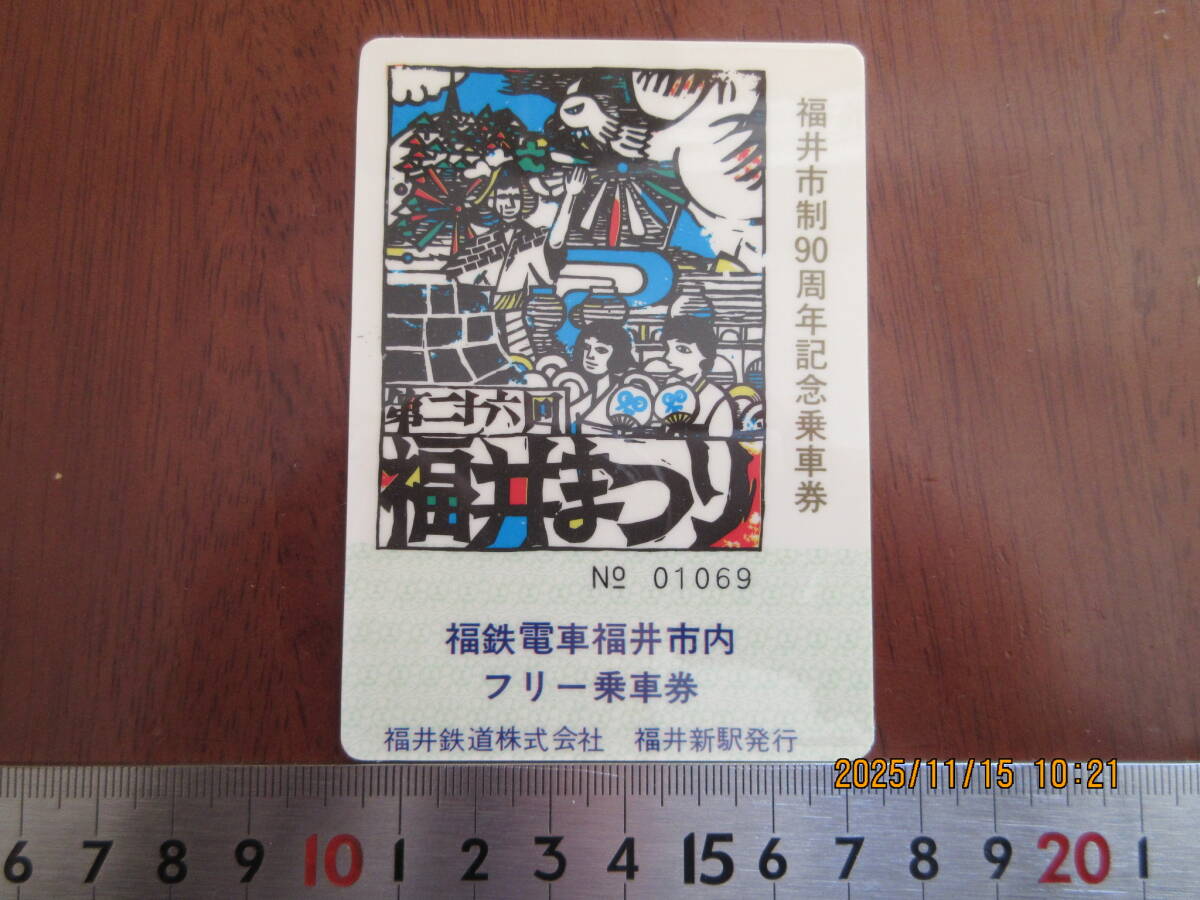 福井市制90周年記念乗車券
第二十六回
福井まつり
№ 01069
福鉄電車福井市内
フリー乗車券
福井鉄道株式会社 福井新駅発行
2025/11/15 10:21
6 7 8 9 10 1 2 3 4 15 6 7 8 9 20 1